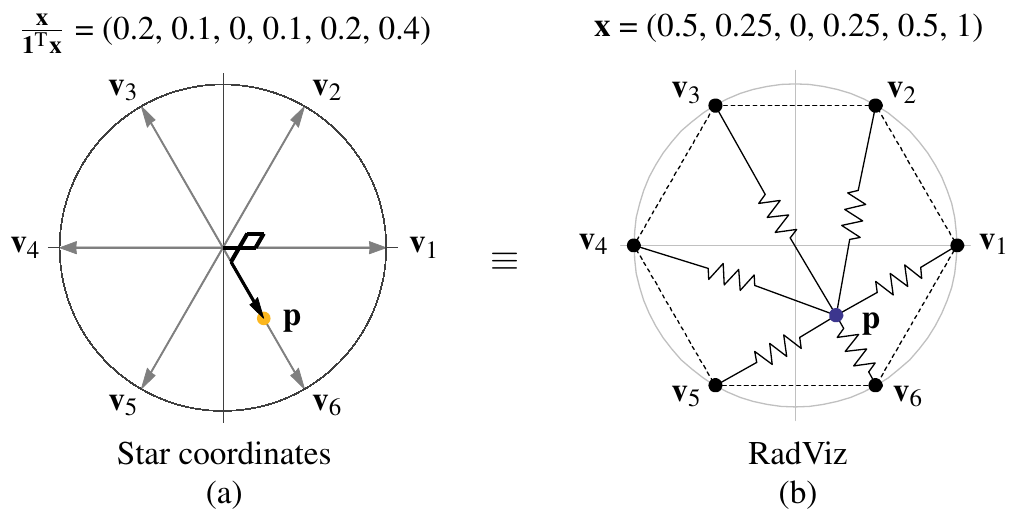 x/1ᵀx = (0.2, 0.1, 0, 0.1, 0.2, 0.4)
x = (0.5, 0.25, 0, 0.25, 0.5, 1)
v₃ v₂ v₃ v₂
v₄ v₁ ≡ v₄ v₁
p p
v₅ v₆ v₅ v₆
Star coordinates RadViz
(a) (b)